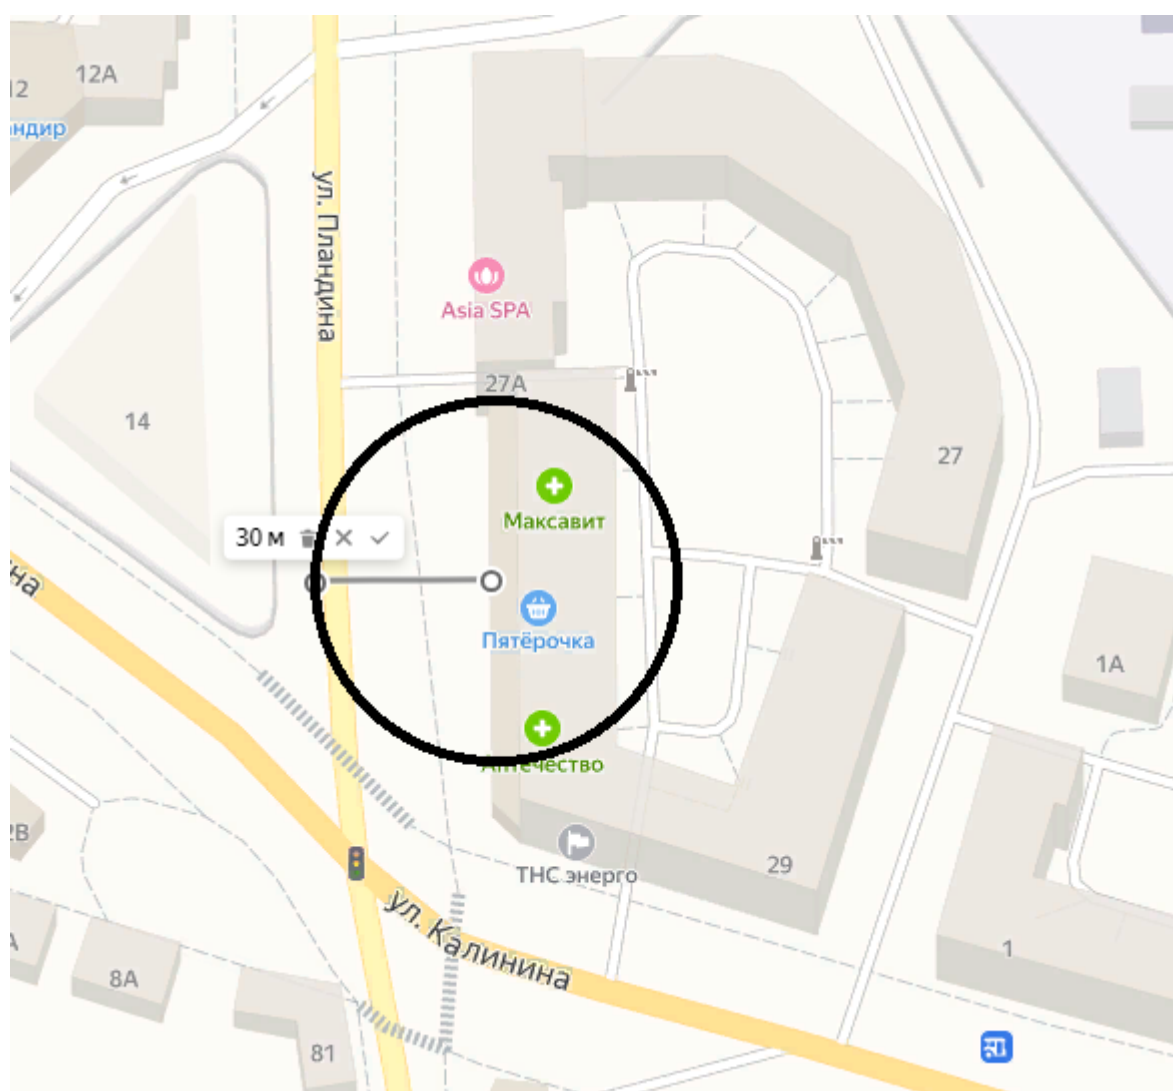 12А
12
ндир
ул. Пландина
Asia SPA
27А
14
27
Максавит
30 м
на
Пятёрочка
1А
Аптечество
2В
ТНС энерго
29
ул. Калинина
А
8А
1
81